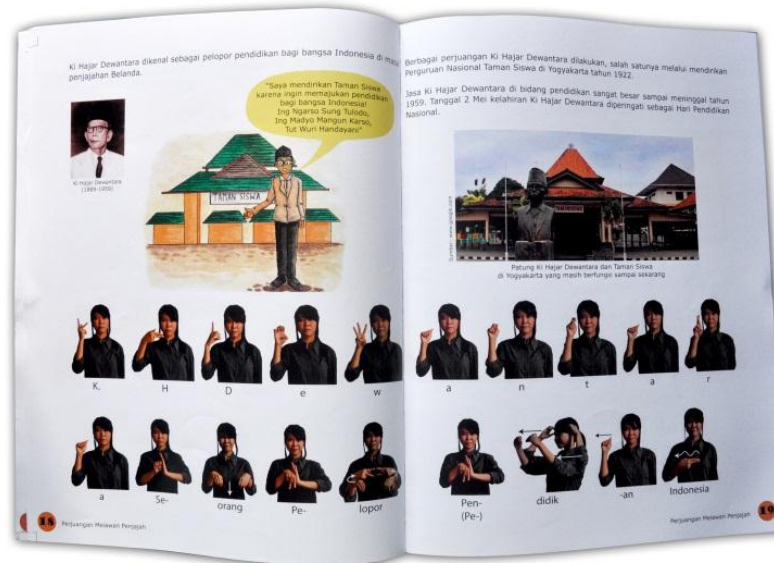 Ki Hajar Dewantara dikenal sebagai pelopor pendidikan bagi bangsa Indonesia di masa
penjajahan Belanda.
"Saya mendirikan Taman Siswa
karena ingin memajukan pendidikan
bagi bangsa Indonesia!
Ing Ngarso Sung Tulodo,
Ing Madyo Mangun Karso,
Tut Wuri Handayani"
Ki Hajar Dewantara
(1889-1959)
TAMAN SISWA
K. H D e w
a Se- orang Pe- lopor
18 Perjuangan Melawan Penjajah
Berbagai perjuangan Ki Hajar Dewantara dilakukan, salah satunya melalui mendirikan
Perguruan Nasional Taman Siswa di Yogyakarta tahun 1922.
Jasa Ki Hajar Dewantara di bidang pendidikan sangat besar sampai meninggal tahun
1959. Tanggal 2 Mei kelahiran Ki Hajar Dewantara diperingati sebagai Hari Pendidikan
Nasional.
Sumber : www.google.com
Patung Ki Hajar Dewantara dan Taman Siswa
di Yogyakarta yang masih berfungsi sampai sekarang
a n t a r
Pen- didik -an Indonesia
(Pe-)
Perjuangan Melawan Penjajah 19